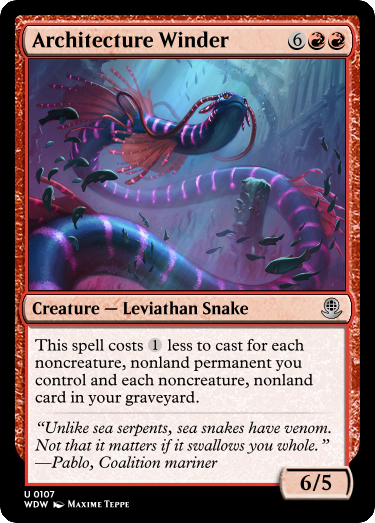 Architecture Winder 6
Creature — Leviathan Snake
This spell costs 1 less to cast for each
noncreature, nonland permanent you
control and each noncreature, nonland
card in your graveyard.
“Unlike sea serpents, sea snakes have venom.
Not that it matters if it swallows you whole.”
—Pablo, Coalition mariner
6/5
U 0107
WDW MAXIME TEPPE